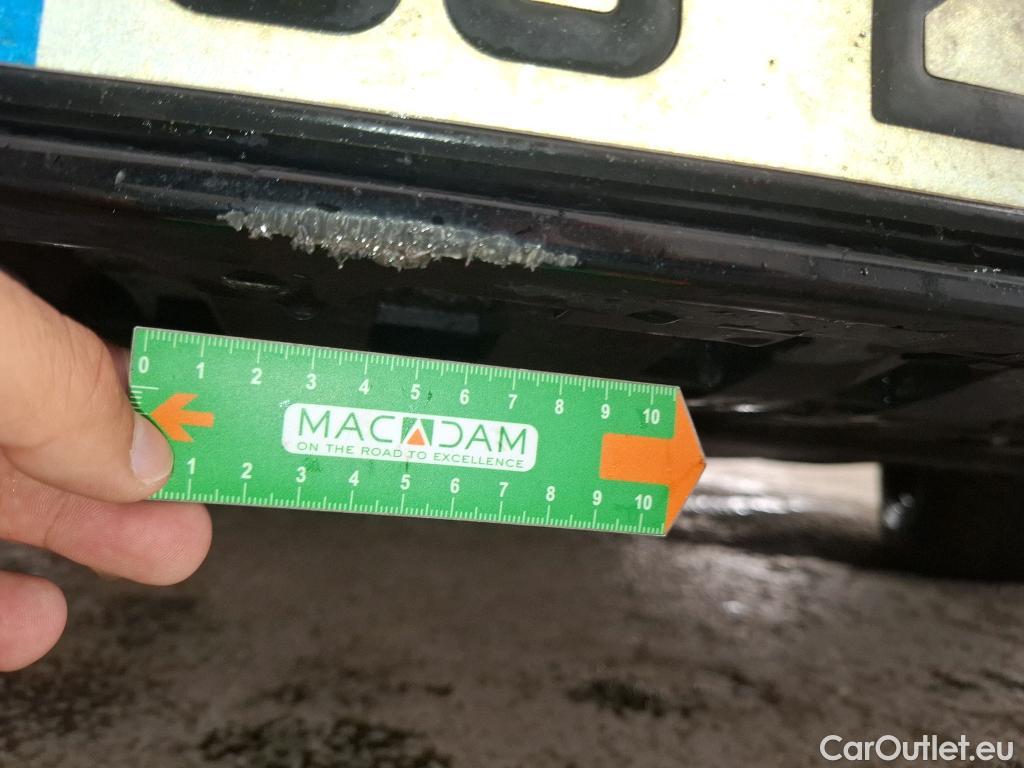 0 1 2 3 4 5 6 7 8 9 10
MACADAM
ON THE ROAD TO EXCELLENCE
1 2 3 4 5 6 7 8 9 10
CarOutlet.eu